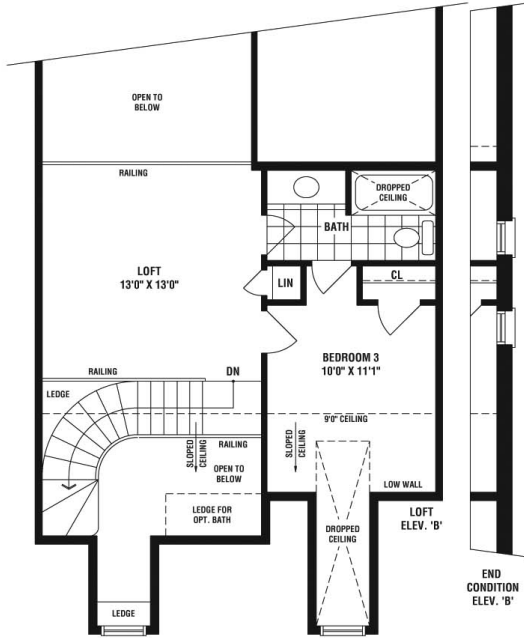 OPEN TO
BELOW
RAILING
DROPPED
CEILING
BATH
LOFT
13'0" X 13'0"
LIN
CL
BEDROOM 3
10'0" X 11'1"
RAILING
DN
LEDGE
9'0" CEILING
RAILING
SLOPED
CEILING
SLOPED
CEILING
OPEN TO
BELOW
LOW WALL
LEDGE FOR
OPT. BATH
DROPPED
CEILING
LOFT
ELEV. 'B'
END
CONDITION
ELEV. 'B'
LEDGE